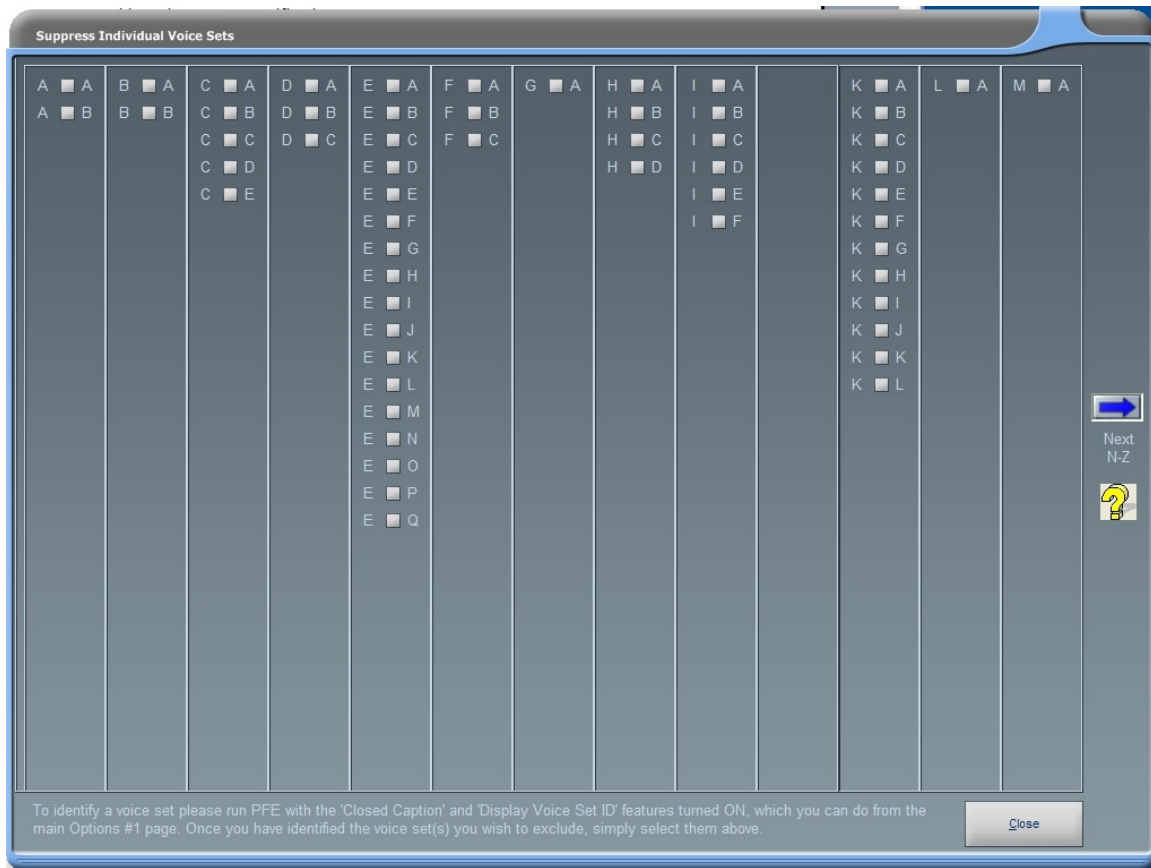 Suppress Individual Voice Sets
A A B A C A D A E A F A G A H A I A K A L A M A
A B B B C B D B E B F B H B I B K B
C C D C E C F C H C I C K C
C D E D H D I D K D
C E E E I E K E
E F I F K F
E G K G
E H K H
E I K I
E J K J
E K K K
E L K L
E M
E N
E O
E P
E Q
Next
N-Z
To identify a voice set please run PFE with the 'Closed Caption' and 'Display Voice Set ID' features turned ON, which you can do from the
main Options #1 page. Once you have identified the voice set(s) you wish to exclude, simply select them above.
Close